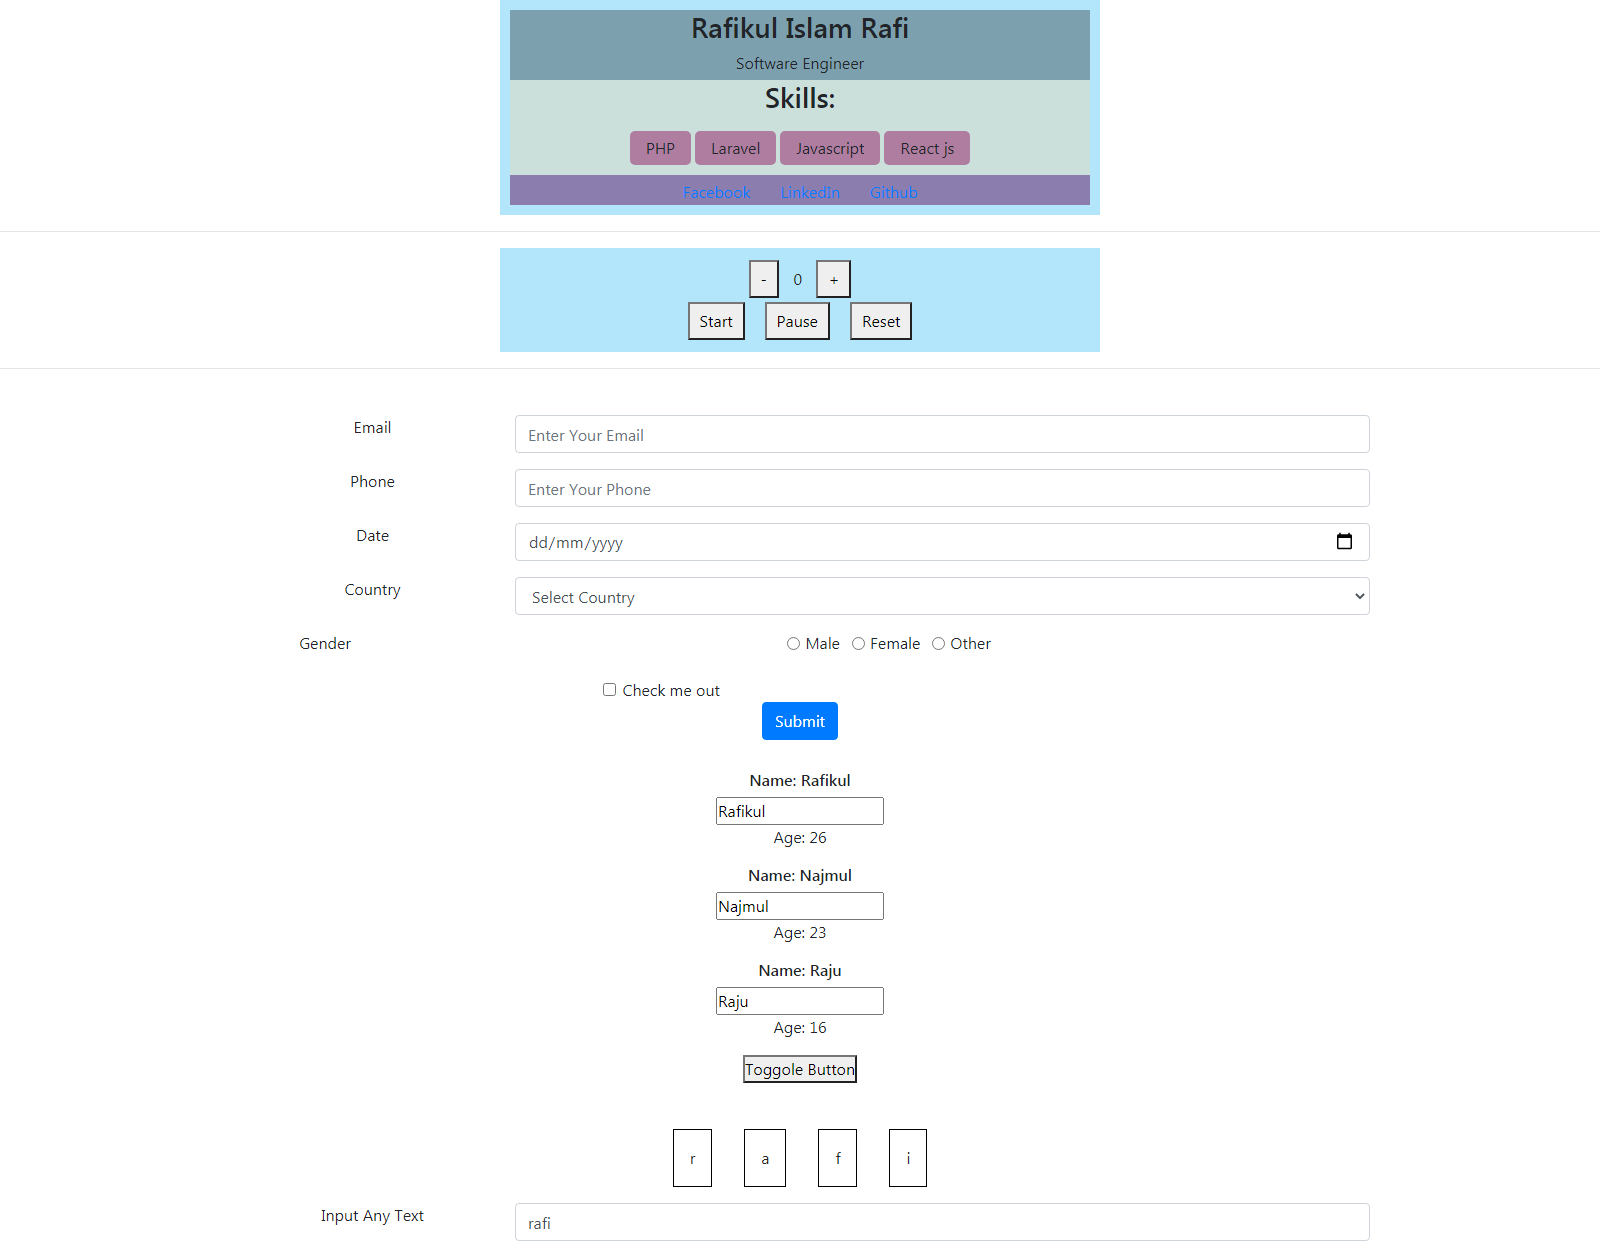 Rafikul Islam Rafi
Software Engineer
Skills:
PHP Laravel Javascript React js
Facebook LinkedIn Github
- 0 +
Start Pause Reset
Email Enter Your Email
Phone Enter Your Phone
Date dd/mm/yyyy
Country Select Country
Gender Male Female Other
Check me out
Submit
Name: Rafikul
Rafikul
Age: 26
Name: Najmul
Najmul
Age: 23
Name: Raju
Raju
Age: 16
Toggole Button
r a f i
Input Any Text rafi